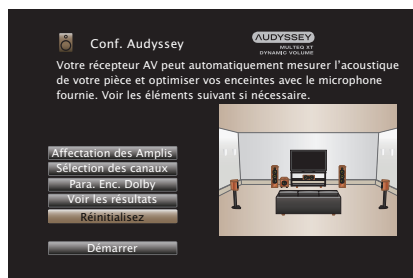 Conf. Audyssey
AUDYSSEY
MULTEQ XT
DYNAMIC VOLUME
Votre récepteur AV peut automatiquement mesurer l'acoustique
de votre pièce et optimiser vos enceintes avec le microphone
fournie. Voir les éléments suivant si nécessaire.
Affectation des Amplis
Sélection des canaux
Para. Enc. Dolby
Voir les résultats
Réinitialisez
Démarrer